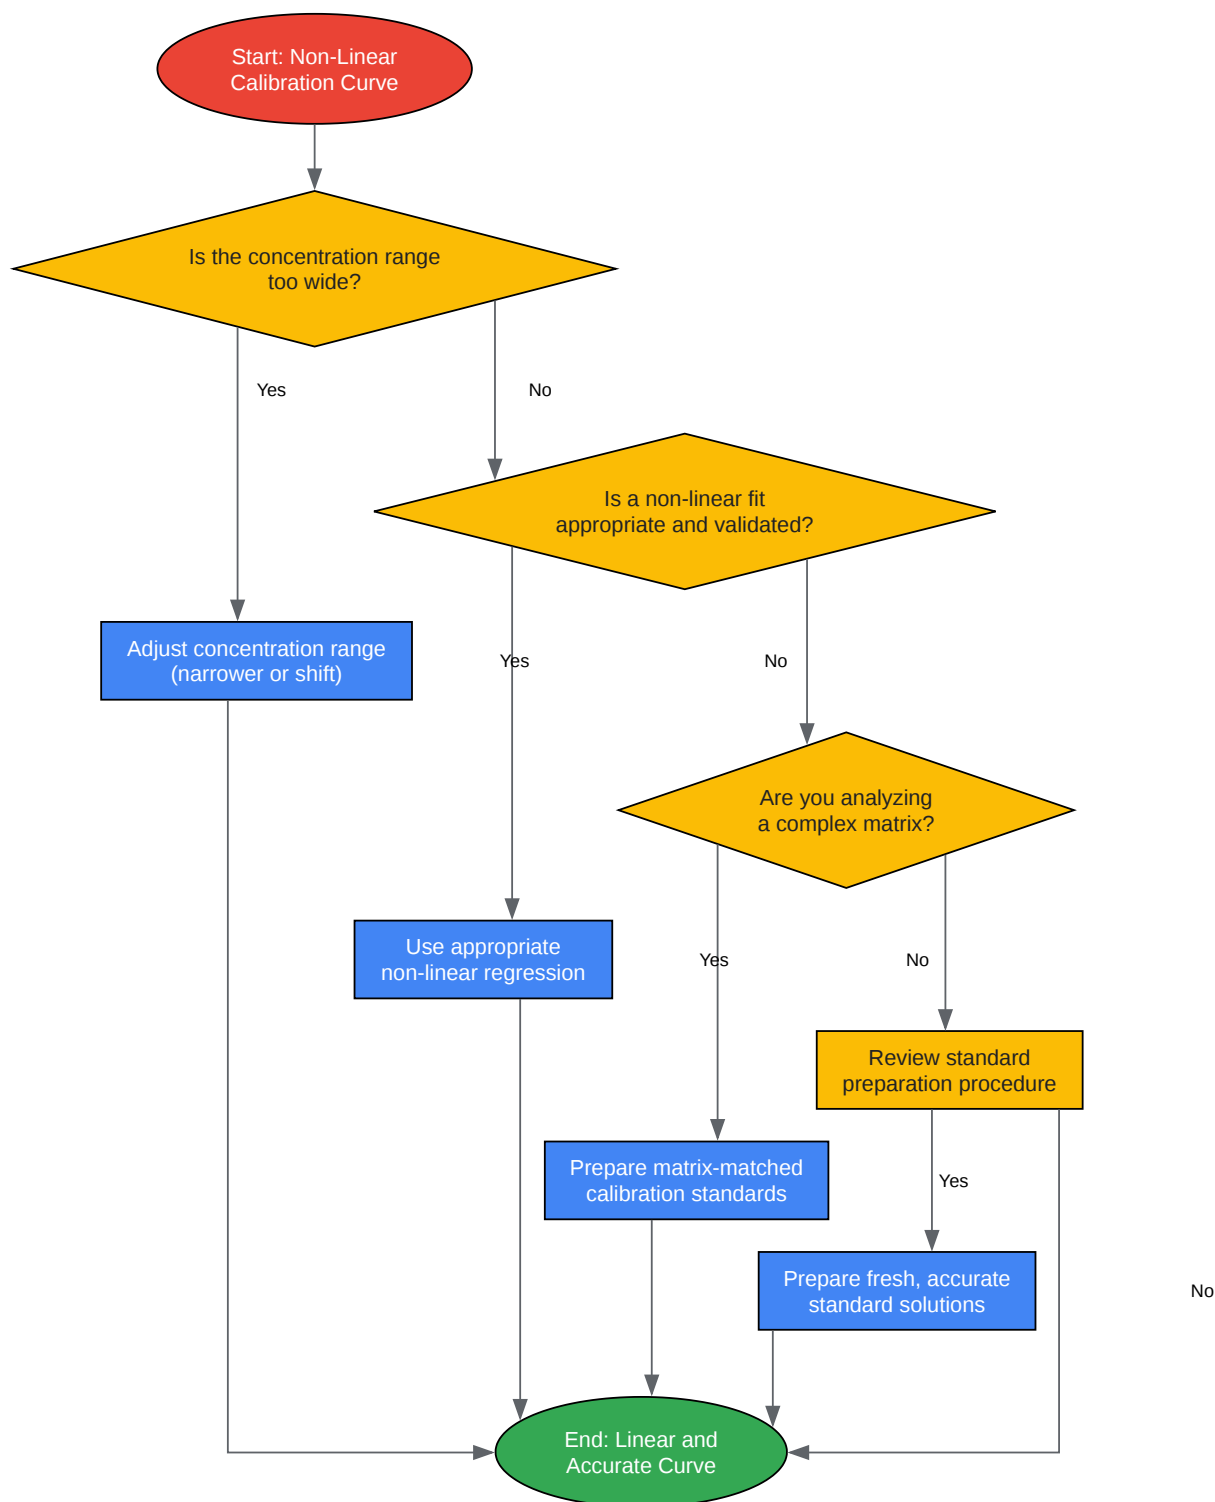 Start: Non-Linear
Calibration Curve
Is the concentration range
too wide?
Yes
No
Is a non-linear fit
appropriate and validated?
Adjust concentration range
(narrower or shift)
Yes
No
Are you analyzing
a complex matrix?
Use appropriate
non-linear regression
Yes
No
Review standard
preparation procedure
Prepare matrix-matched
calibration standards
Yes
Prepare fresh, accurate
standard solutions
No
End: Linear and
Accurate Curve